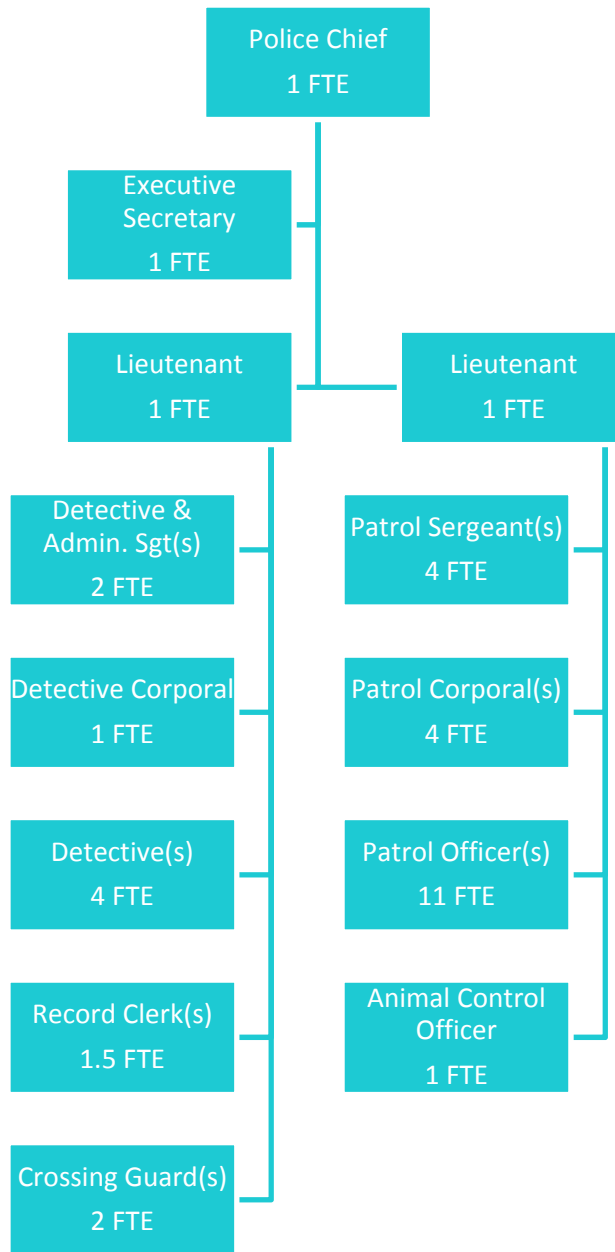 Police Chief
1 FTE
Executive
Secretary
1 FTE
Lieutenant
1 FTE
Lieutenant
1 FTE
Detective &
Admin. Sgt(s)
2 FTE
Patrol Sergeant(s)
4 FTE
Detective Corporal
1 FTE
Patrol Corporal(s)
4 FTE
Detective(s)
4 FTE
Patrol Officer(s)
11 FTE
Record Clerk(s)
1.5 FTE
Animal Control
Officer
1 FTE
Crossing Guard(s)
2 FTE